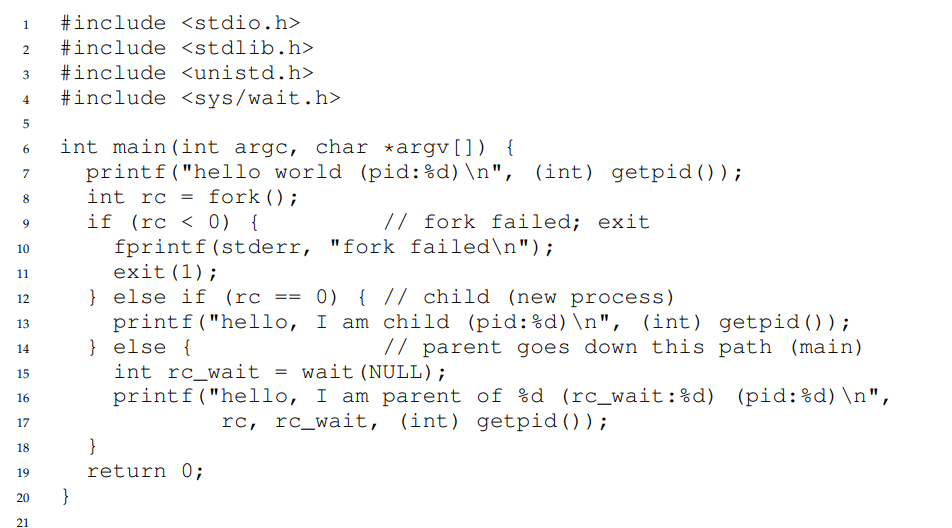 1 #include <stdio.h>
2 #include <stdlib.h>
3 #include <unistd.h>
4 #include <sys/wait.h>
5
6 int main(int argc, char *argv[]) {
7   printf("hello world (pid:%d)\n", (int) getpid());
8   int rc = fork();
9   if (rc < 0) {         // fork failed; exit
10     fprintf(stderr, "fork failed\n");
11     exit(1);
12   } else if (rc == 0) { // child (new process)
13     printf("hello, I am child (pid:%d)\n", (int) getpid());
14   } else {              // parent goes down this path (main)
15     int rc_wait = wait(NULL);
16     printf("hello, I am parent of %d (rc_wait:%d) (pid:%d)\n",
17             rc, rc_wait, (int) getpid());
18   }
19   return 0;
20 }
21